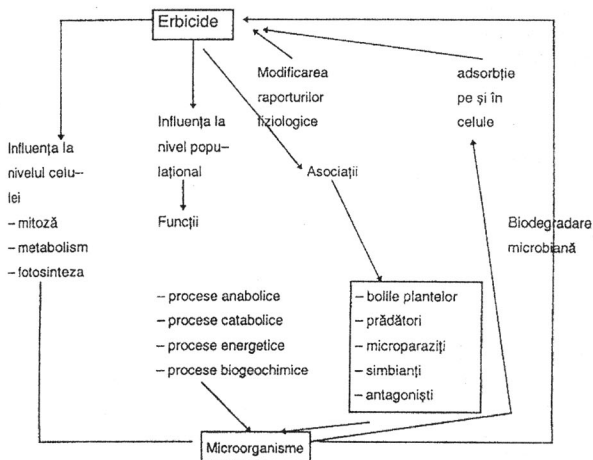 Erbicide
Modificarea
raporturilor
fiziologice
adsorbție
pe și în
celule
Influența la
nivel popu–
lațional
Influența la
nivelul celu–
lei
– mitoză
– metabolism
– fotosinteza
Asociații
Funcții
Biodegradare
microbiană
– procese anabolice
– procese catabolice
– procese energetice
– procese biogeochimice
– bolile plantelor
– prădători
– microparaziți
– simbianți
– antagoniști
Microorganisme